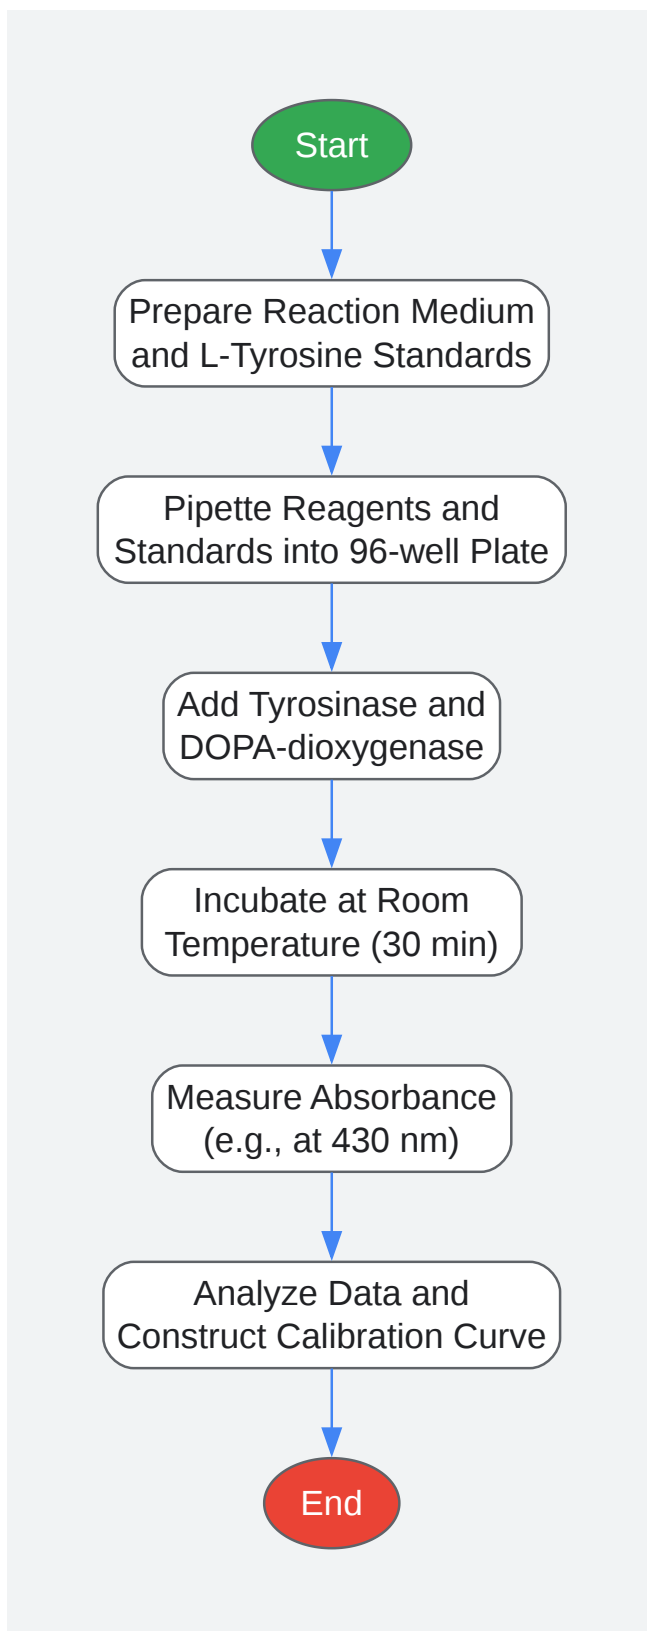 Start
Prepare Reaction Medium
and L-Tyrosine Standards
Pipette Reagents and
Standards into 96-well Plate
Add Tyrosinase and
DOPA-dioxygenase
Incubate at Room
Temperature (30 min)
Measure Absorbance
(e.g., at 430 nm)
Analyze Data and
Construct Calibration Curve
End